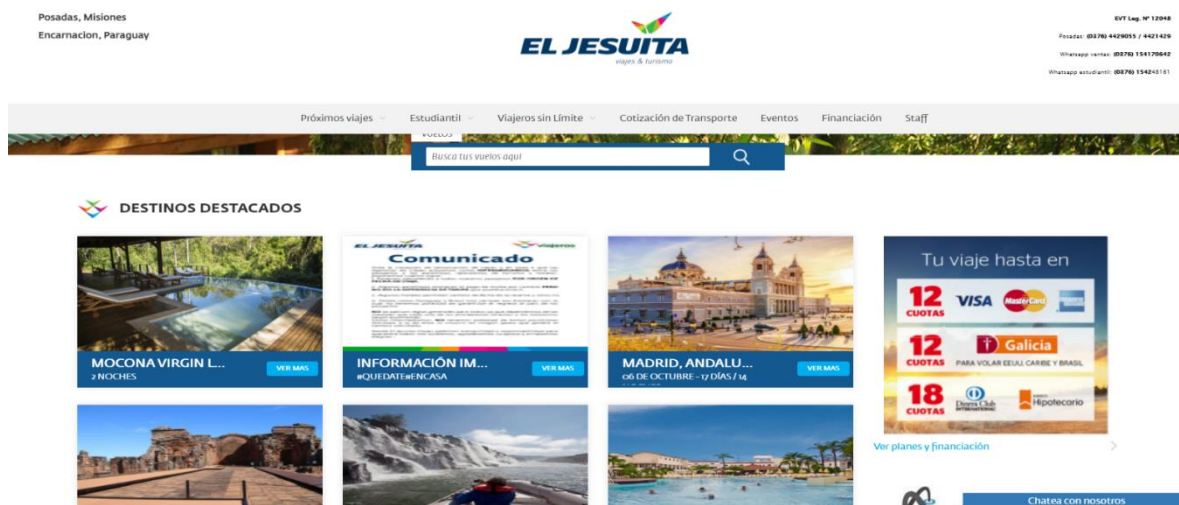 Posadas, Misiones
Encarnacion, Paraguay
EL JESUITA
viajes & turismo
EVT Leg. Nº 12048
Posadas: (0376) 4429055 / 4421429
Whatsapp ventas: (0376) 154170642
Whatsapp estudiantil: (0376) 154248181
Próximos viajes
Estudiantil
Viajeros sin Límite
Cotización de Transporte
Eventos
Financiación
Staff
VUELOS
Busca tus vuelos aquí
DESTINOS DESTACADOS
MOCONA VIRGIN L...
2 NOCHES
VER MAS
EL JESUITA
viajeros
Comunicado
INFORMACIÓN IM...
#QUEDATE#ENCASA
VER MAS
MADRID, ANDALU...
06 DE OCTUBRE - 17 DÍAS / 14
VER MAS
Tu viaje hasta en
12
CUOTAS
VISA
MasterCard
12
CUOTAS
Galicia
PARA VOLAR EEUU, CARIBE Y BRASIL
18
CUOTAS
Diners Club
INTERNATIONAL
Hipotecario
Ver planes y financiación
Chatea con nosotros